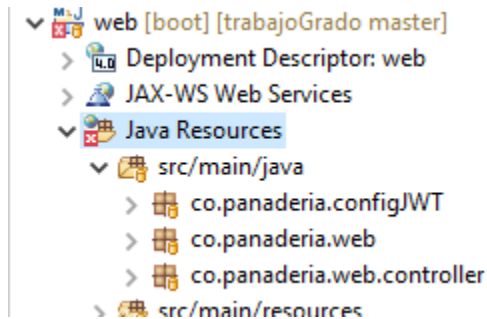 web [boot] [trabajoGrado master]
Deployment Descriptor: web
JAX-WS Web Services
Java Resources
src/main/java
co.panaderia.configJWT
co.panaderia.web
co.panaderia.web.controller
src/main/resources